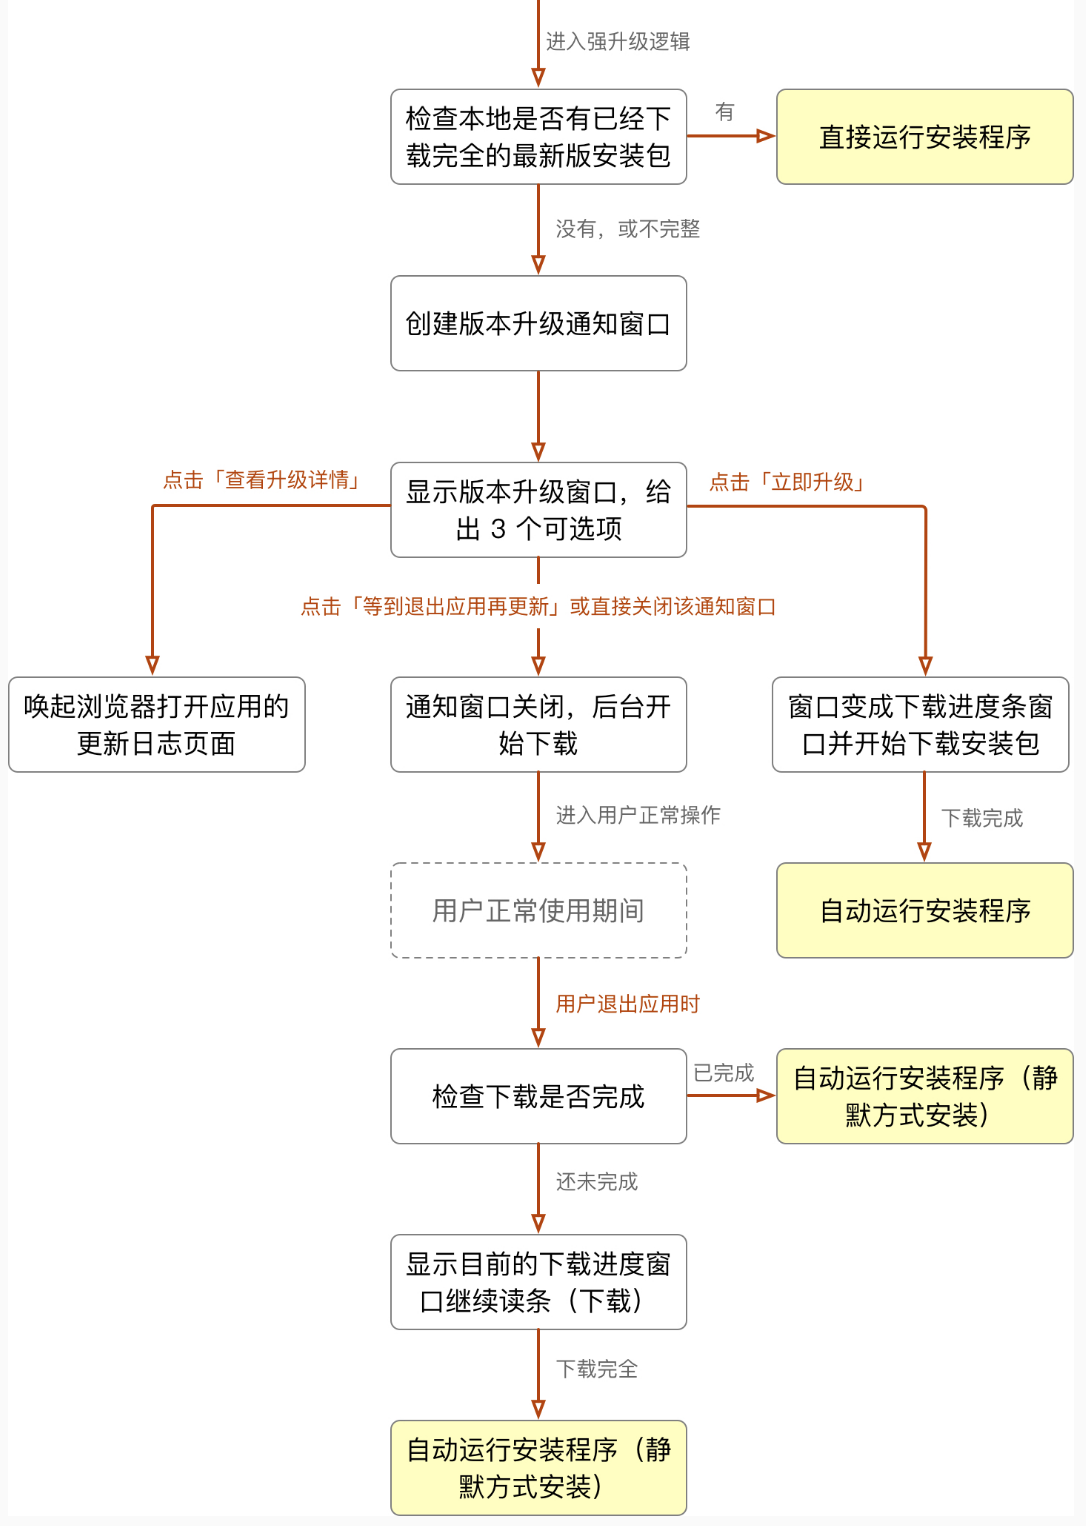 进入强升级逻辑
检查本地是否有已经下
载完全的最新版安装包
有
直接运行安装程序
没有，或不完整
创建版本升级通知窗口
点击「查看升级详情」
显示版本升级窗口，给
出 3 个可选项
点击「立即升级」
点击「等到退出应用再更新」或直接关闭该通知窗口
唤起浏览器打开应用的
更新日志页面
通知窗口关闭，后台开
始下载
窗口变成下载进度条窗
口并开始下载安装包
进入用户正常操作
下载完成
用户正常使用期间
自动运行安装程序
用户退出应用时
检查下载是否完成
已完成
自动运行安装程序（静
默方式安装）
还未完成
显示目前的下载进度窗
口继续读条（下载）
下载完全
自动运行安装程序（静
默方式安装）